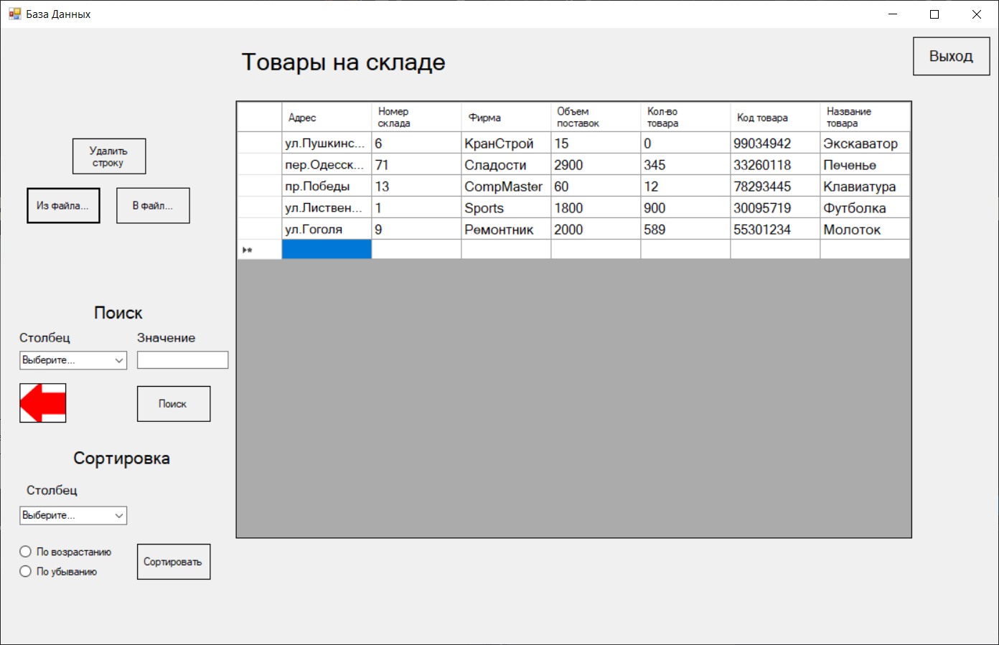 База Данных
Выход
Товары на складе
Адрес Номер склада Фирма Объем поставок Кол-во товара Код товара Название товара
ул.Пушкинс... 6 КранСтрой 15 0 99034942 Экскаватор
пер.Одесск... 71 Сладости 2900 345 33260118 Печенье
пр.Победы 13 CompMaster 60 12 78293445 Клавиатура
ул.Листвен... 1 Sports 1800 900 30095719 Футболка
ул.Гоголя 9 Ремонтник 2000 589 55301234 Молоток
Удалить
строку
Из файла... В файл...
Поиск
Столбец Значение
Выберите...
Поиск
Сортировка
Столбец
Выберите...
По возрастанию
По убыванию
Сортировать